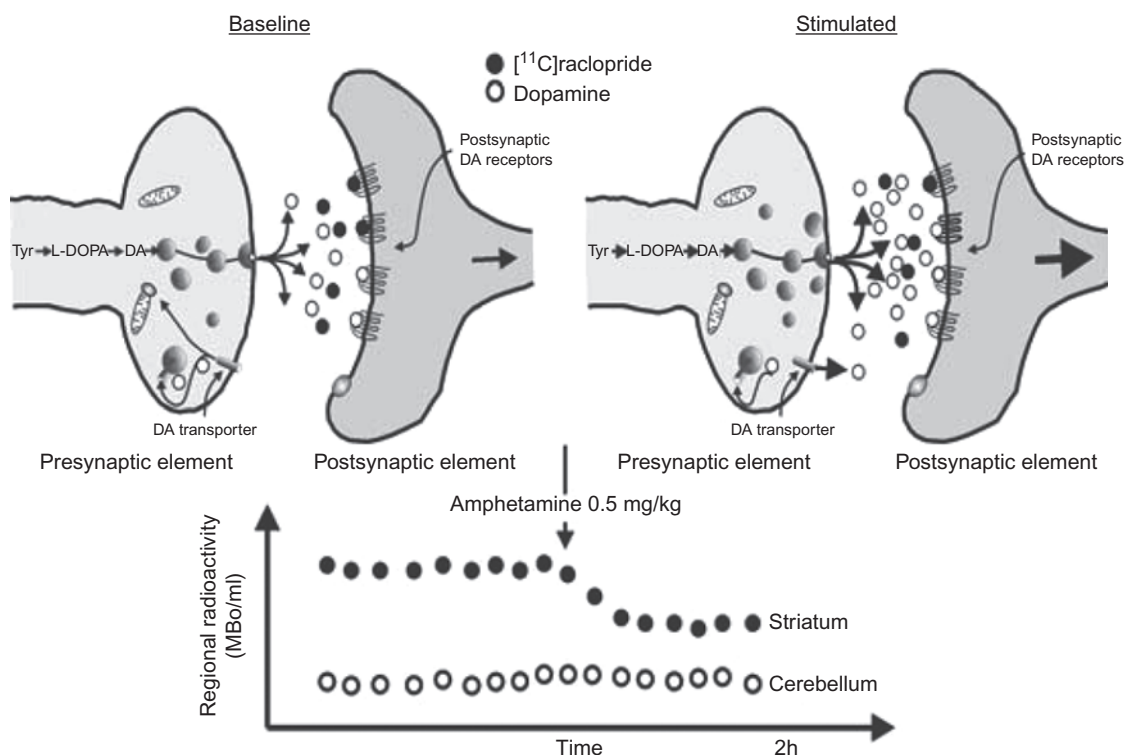 Baseline
Stimulated
[¹¹C]raclopride
Dopamine
Postsynaptic
DA receptors
Postsynaptic
DA receptors
Tyr L-DOPA DA
Tyr L-DOPA DA
DA transporter
DA transporter
Presynaptic element
Postsynaptic element
Presynaptic element
Postsynaptic element
Amphetamine 0.5 mg/kg
Regional radioactivity
(MBo/ml)
Striatum
Cerebellum
Time
2h